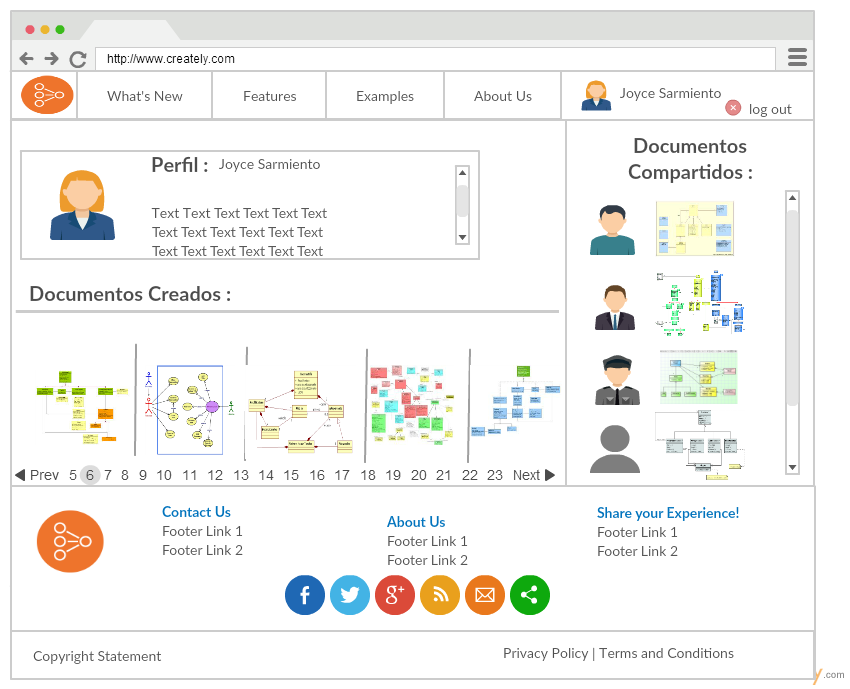 http://www.creately.com
What's New
Features
Examples
About Us
Joyce Sarmiento
log out
Perfil :
Joyce Sarmiento
Text Text Text Text Text Text
Text Text Text Text Text Text
Text Text Text Text Text Text
Documentos
Compartidos :
Documentos Creados :
Prev 5 6 7 8 9 10 11 12 13 14 15 16 17 18 19 20 21 22 23 Next
Contact Us
Footer Link 1
Footer Link 2
About Us
Footer Link 1
Footer Link 2
Share your Experience!
Footer Link 1
Footer Link 2
Copyright Statement
Privacy Policy | Terms and Conditions
y.com